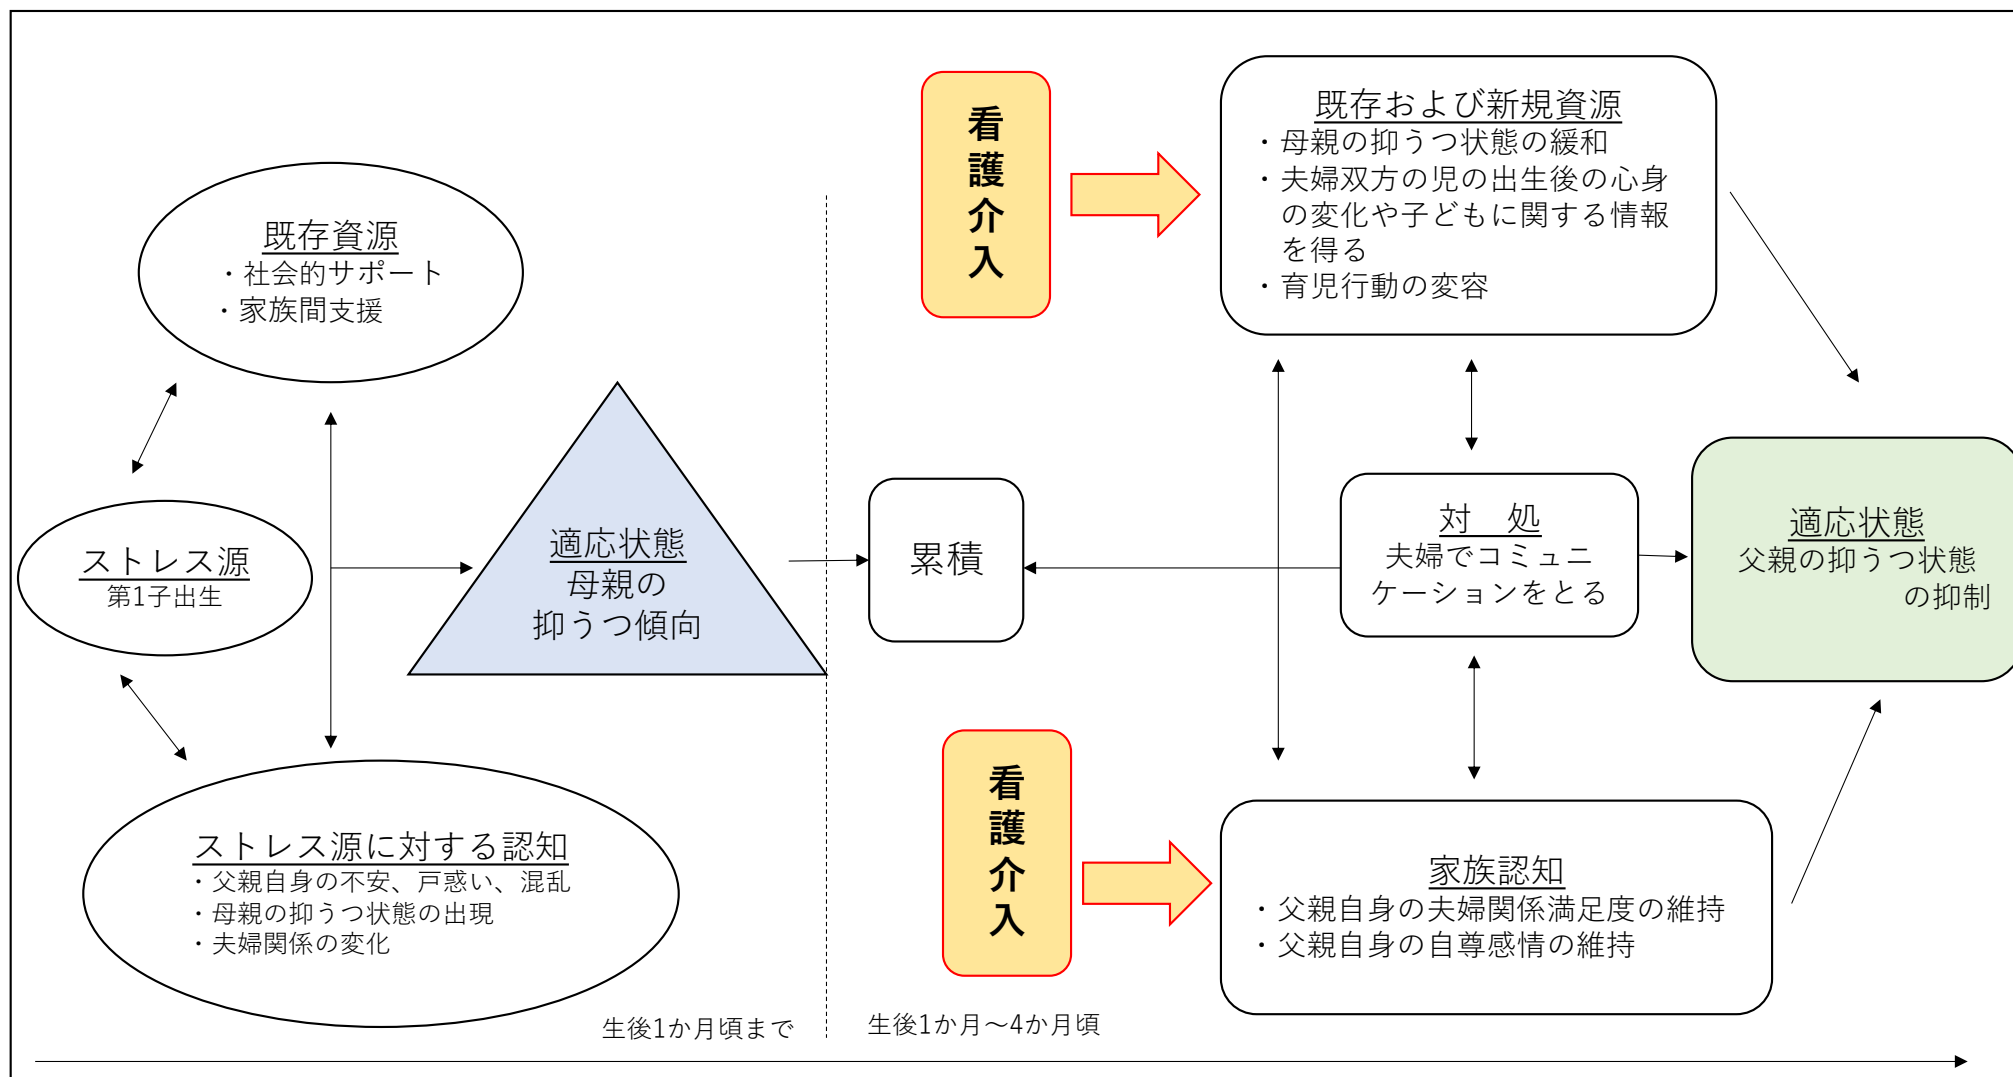 既存資源
・社会的サポート
・家族間支援
ストレス源
第1子出生
ストレス源に対する認知
・父親自身の不安、戸惑い、混乱
・母親の抑うつ状態の出現
・夫婦関係の変化
適応状態
母親の
抑うつ傾向
生後1か月頃まで
累積
看護介入
既存および新規資源
・母親の抑うつ状態の緩和
・夫婦双方の児の出生後の心身
の変化や子どもに関する情報
を得る
・育児行動の変容
対　処
夫婦でコミュニ
ケーションをとる
適応状態
父親の抑うつ状態
の抑制
看護介入
家族認知
・父親自身の夫婦関係満足度の維持
・父親自身の自尊感情の維持
生後1か月～4か月頃